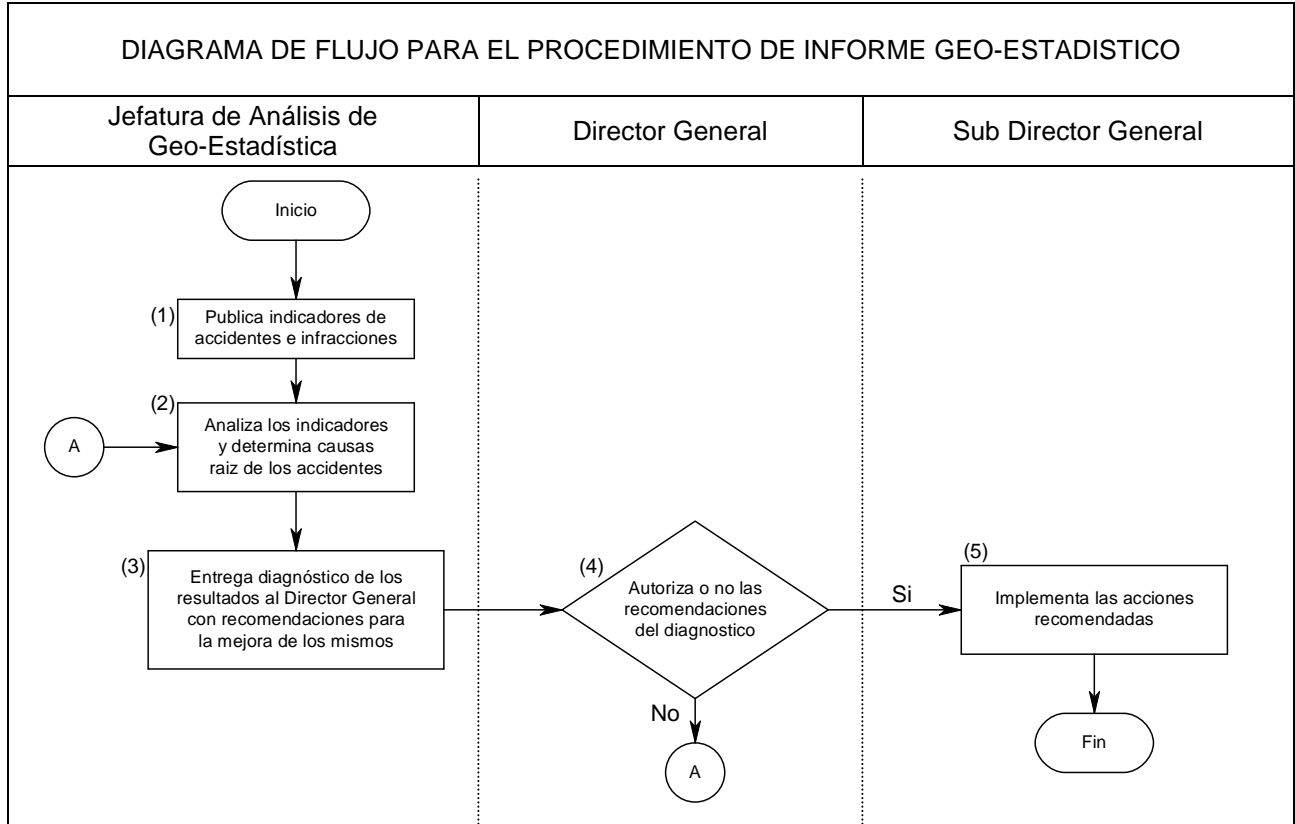 DIAGRAMA DE FLUJO PARA EL PROCEDIMIENTO DE INFORME GEO-ESTADISTICO
Jefatura de Análisis de
Geo-Estadística
Director General
Sub Director General
Inicio
(1)
Publica indicadores de
accidentes e infracciones
(2)
Analiza los indicadores
y determina causas
raiz de los accidentes
A
(3)
Entrega diagnóstico de los
resultados al Director General
con recomendaciones para
la mejora de los mismos
(4)
Autoriza o no las
recomendaciones
del diagnostico
Si
No
A
(5)
Implementa las acciones
recomendadas
Fin